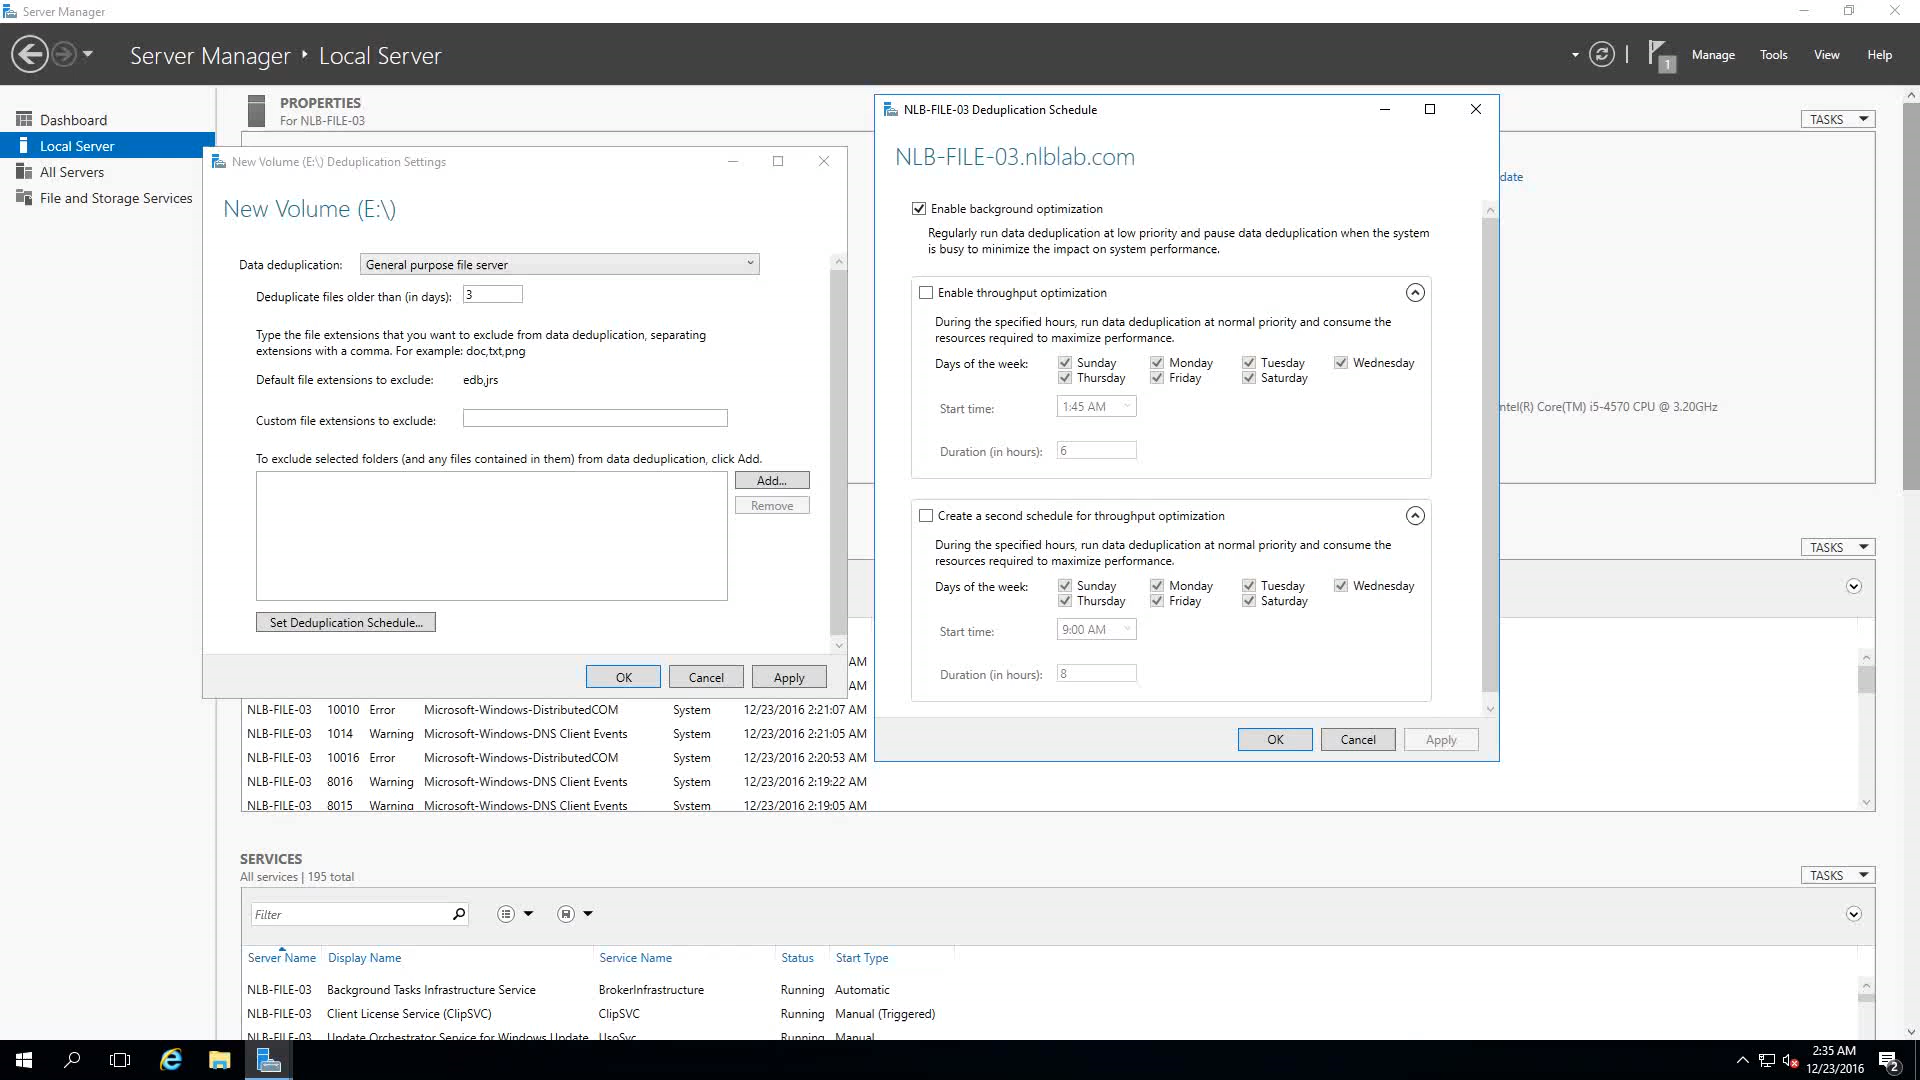 Server Manager
Server Manager ‣ Local Server
1
Manage
Tools
View
Help
Dashboard
Local Server
All Servers
File and Storage Services
PROPERTIES
For NLB-FILE-03
TASKS
New Volume (E:\) Deduplication Settings
New Volume (E:\)
Data deduplication:
General purpose file server
Deduplicate files older than (in days):
3
Type the file extensions that you want to exclude from data deduplication, separating
extensions with a comma. For example: doc,txt,png
Default file extensions to exclude:
edb,jrs
Custom file extensions to exclude:
To exclude selected folders (and any files contained in them) from data deduplication, click Add.
Add...
Remove
Set Deduplication Schedule...
OK
Cancel
Apply
NLB-FILE-03 Deduplication Schedule
NLB-FILE-03.nlblab.com
Enable background optimization
Regularly run data deduplication at low priority and pause data deduplication when the system
is busy to minimize the impact on system performance.
Enable throughput optimization
During the specified hours, run data deduplication at normal priority and consume the
resources required to maximize performance.
Days of the week:
Sunday Monday Tuesday Wednesday
Thursday Friday Saturday
Start time:
1:45 AM
Duration (in hours):
6
Create a second schedule for throughput optimization
During the specified hours, run data deduplication at normal priority and consume the
resources required to maximize performance.
Days of the week:
Sunday Monday Tuesday Wednesday
Thursday Friday Saturday
Start time:
9:00 AM
Duration (in hours):
8
OK
Cancel
Apply
date
ntel(R) Core(TM) i5-4570 CPU @ 3.20GHz
TASKS
AM
AM
NLB-FILE-03 10010 Error Microsoft-Windows-DistributedCOM System 12/23/2016 2:21:07 AM
NLB-FILE-03 1014 Warning Microsoft-Windows-DNS Client Events System 12/23/2016 2:21:05 AM
NLB-FILE-03 10016 Error Microsoft-Windows-DistributedCOM System 12/23/2016 2:20:53 AM
NLB-FILE-03 8016 Warning Microsoft-Windows-DNS Client Events System 12/23/2016 2:19:22 AM
NLB-FILE-03 8015 Warning Microsoft-Windows-DNS Client Events System 12/23/2016 2:19:05 AM
SERVICES
All services | 195 total
TASKS
Filter
Server Name Display Name Service Name Status Start Type
NLB-FILE-03 Background Tasks Infrastructure Service BrokerInfrastructure Running Automatic
NLB-FILE-03 Client License Service (ClipSVC) ClipSVC Running Manual (Triggered)
NLB-FILE-03 Update Orchestrator Service for Windows Update UsoSvc Running Manual
2:35 AM
12/23/2016
2